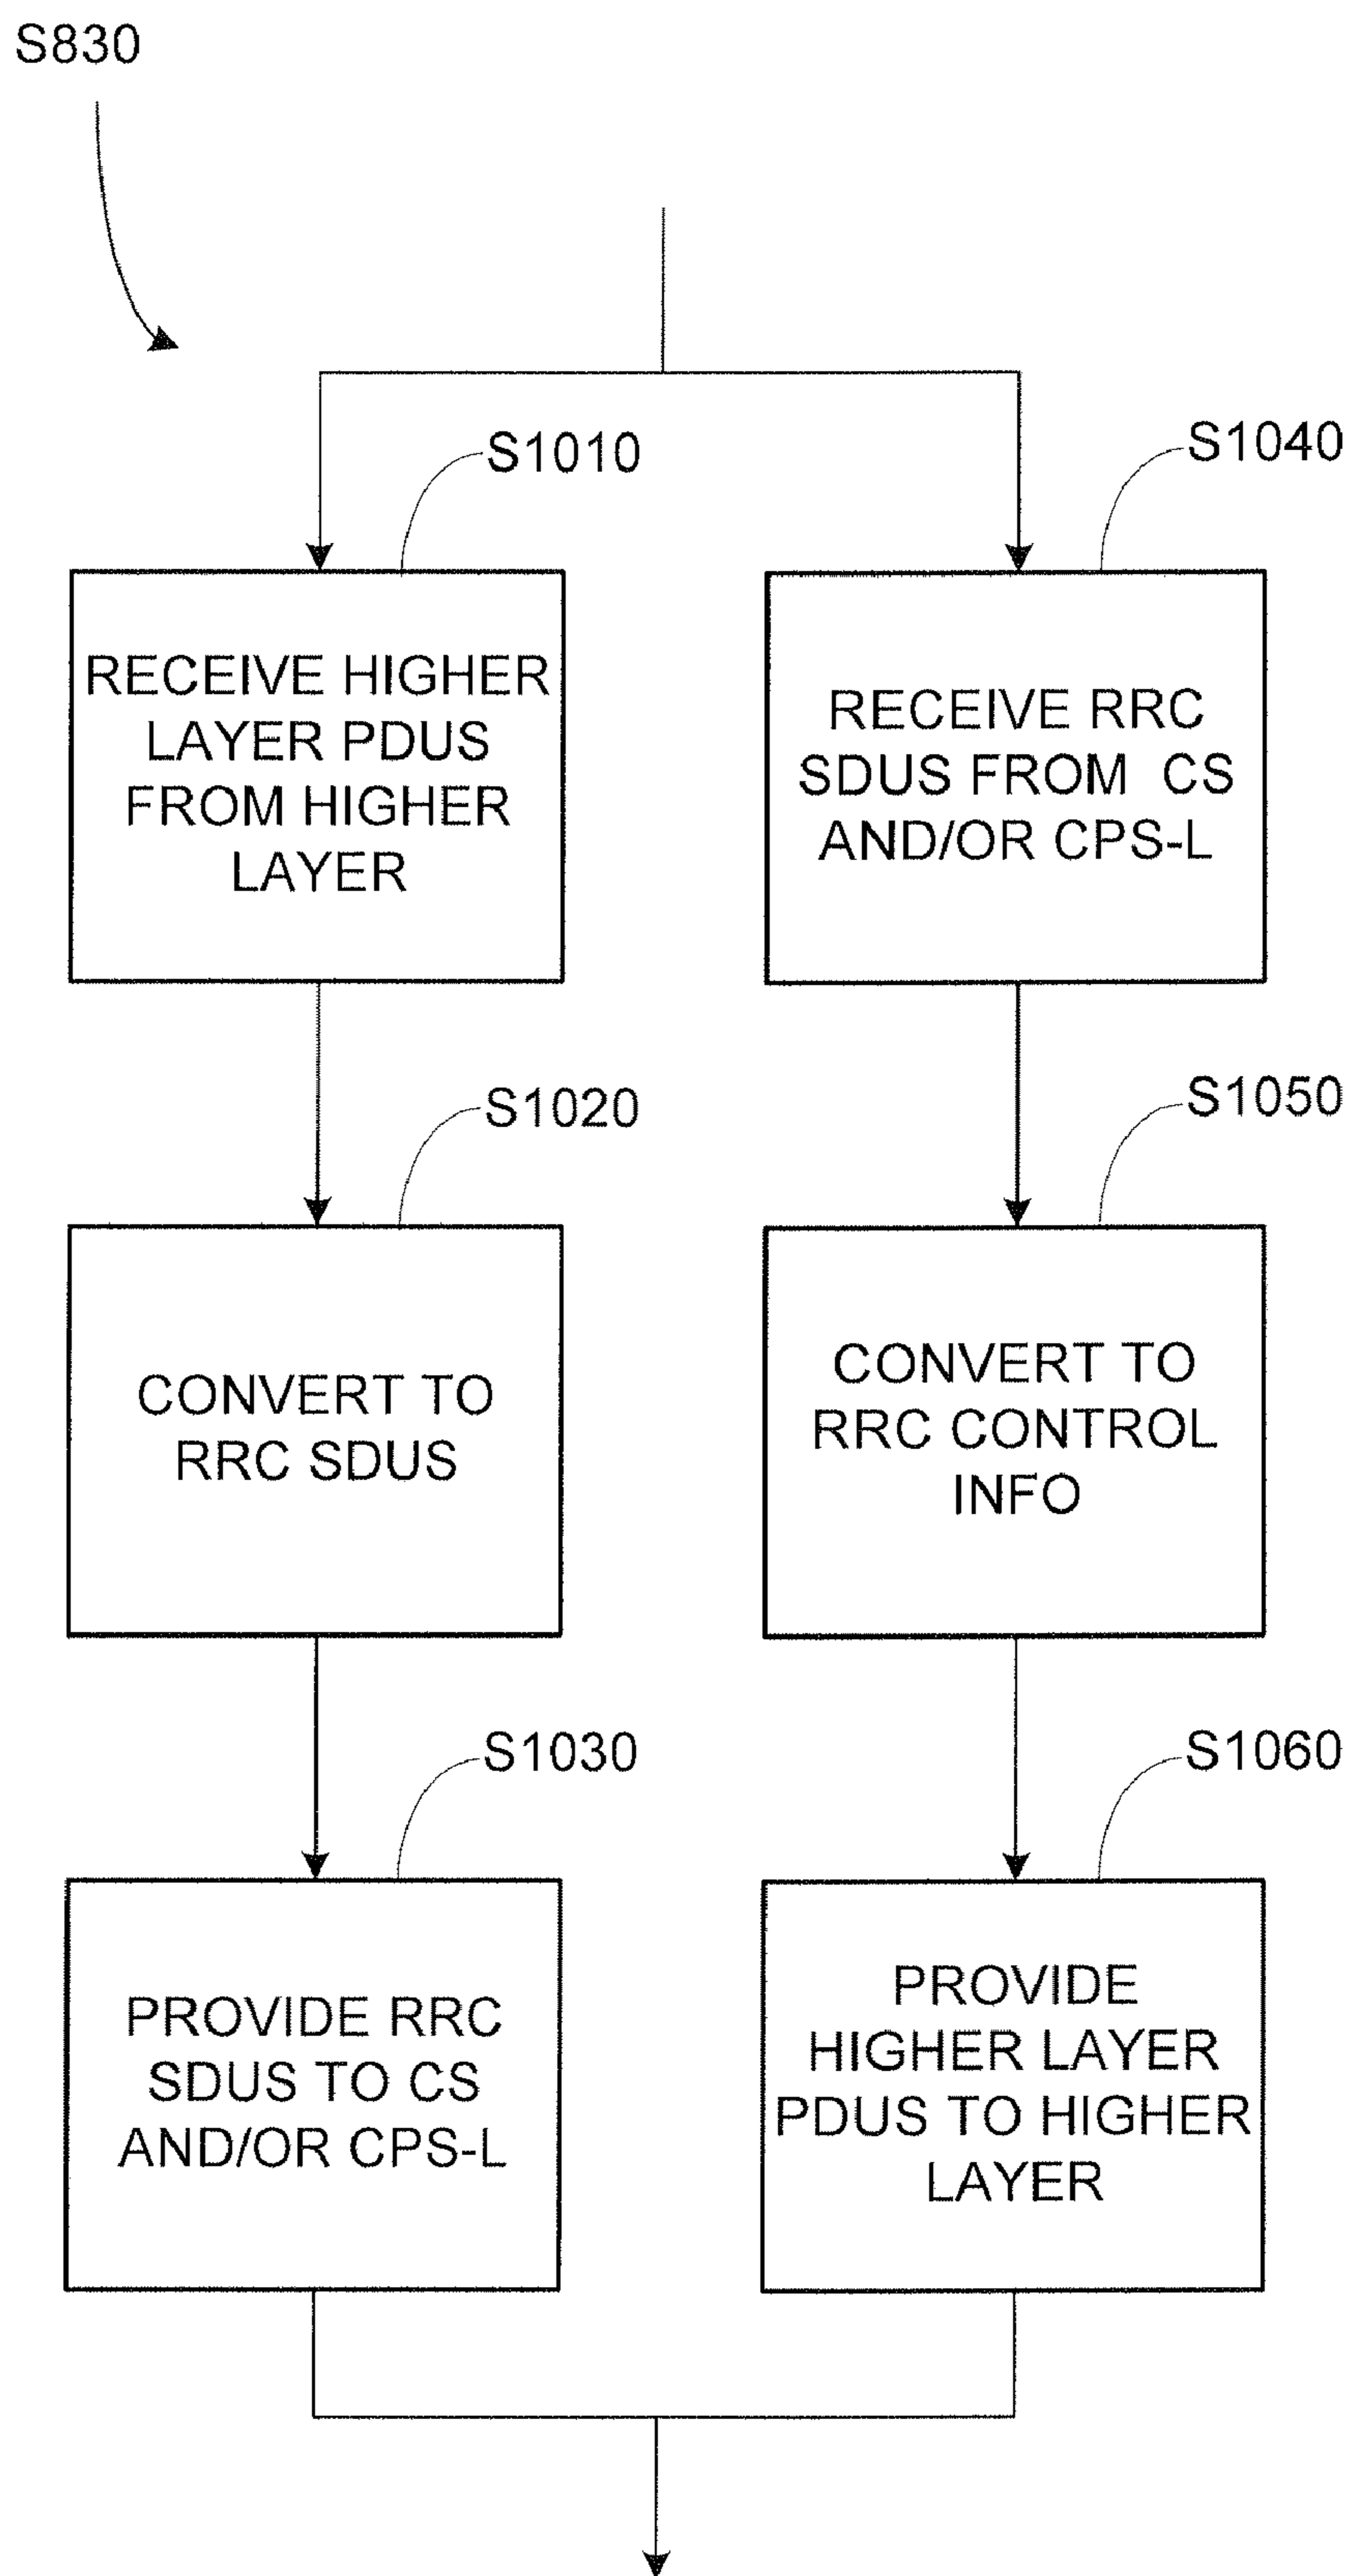 S830
S1010
RECEIVE HIGHER
LAYER PDUS
FROM HIGHER
LAYER
S1040
RECEIVE RRC
SDUS FROM CS
AND/OR CPS-L
S1020
CONVERT TO
RRC SDUS
S1050
CONVERT TO
RRC CONTROL
INFO
S1030
PROVIDE RRC
SDUS TO CS
AND/OR CPS-L
S1060
PROVIDE
HIGHER LAYER
PDUS TO HIGHER
LAYER